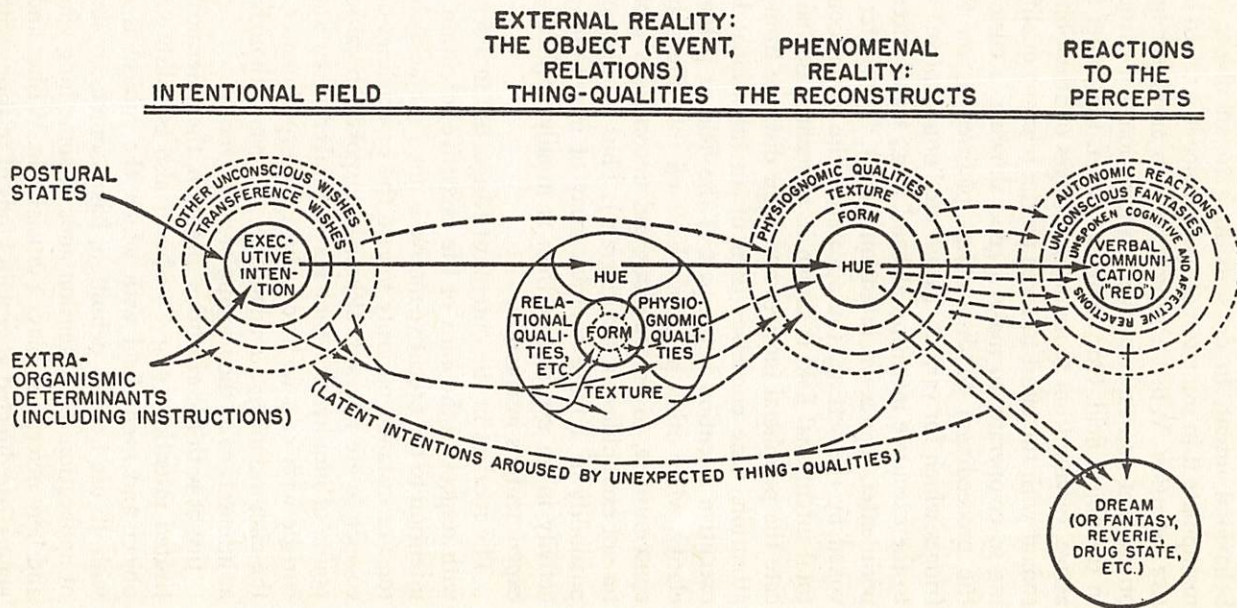 EXTERNAL REALITY:
THE OBJECT (EVENT,
RELATIONS)
THING-QUALITIES
PHENOMENAL
REALITY:
THE RECONSTRUCTS
REACTIONS
TO THE
PERCEPTS
INTENTIONAL FIELD
POSTURAL
STATES
EXTRA-
ORGANISMIC
DETERMINANTS
(INCLUDING INSTRUCTIONS)
OTHER UNCONSCIOUS WISHES
TRANSFERENCE WISHES
EXEC-
UTIVE
INTEN-
TION
HUE
RELA-
TIONAL
QUALI-
TIES,
ETC
FORM
PHYSIO-
GNOMIC
QUALI-
TIES
TEXTURE
PHYSIOGNOMIC QUALITIES
TEXTURE
FORM
HUE
AUTONOMIC REACTIONS
UNCONSCIOUS FANTASIES
UNSPOKEN COGNITIVE AND AFFECTIVE REACTIONS
VERBAL
COMMUNI-
CATION
("RED")
(LATENT INTENTIONS AROUSED BY UNEXPECTED THING-QUALITIES)
DREAM
(OR FANTASY,
REVERIE,
DRUG STATE,
ETC.)